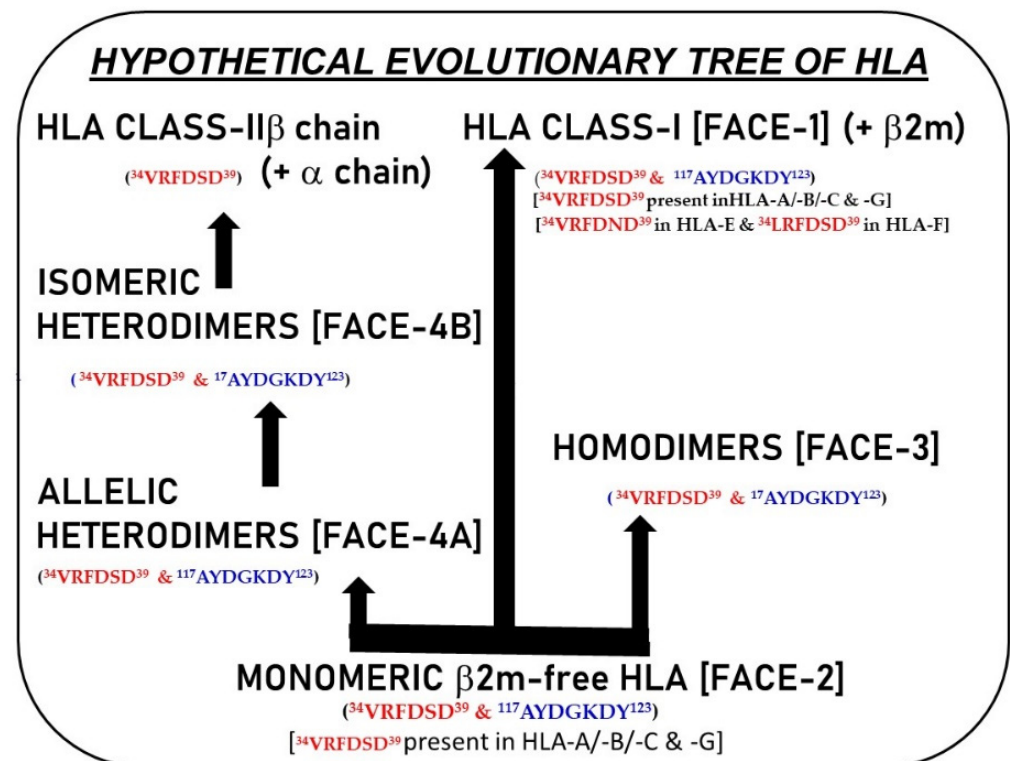 HYPOTHETICAL EVOLUTIONARY TREE OF HLA
HLA CLASS-IIβ chain
(³⁴VRFDSD³⁹) (+ α chain)
HLA CLASS-I [FACE-1] (+ β2m)
(³⁴VRFDSD³⁹ & ¹¹⁷AYDGKDY¹²³)
[³⁴VRFDSD³⁹ present inHLA-A/-B/-C & -G]
[³⁴VRFDND³⁹ in HLA-E & ³⁴LRFDSD³⁹ in HLA-F]
ISOMERIC
HETERODIMERS [FACE-4B]
(³⁴VRFDSD³⁹ & ¹⁷AYDGKDY¹²³)
HOMODIMERS [FACE-3]
(³⁴VRFDSD³⁹ & ¹⁷AYDGKDY¹²³)
ALLELIC
HETERODIMERS [FACE-4A]
(³⁴VRFDSD³⁹ & ¹¹⁷AYDGKDY¹²³)
MONOMERIC β2m-free HLA [FACE-2]
(³⁴VRFDSD³⁹ & ¹¹⁷AYDGKDY¹²³)
[³⁴VRFDSD³⁹ present in HLA-A/-B/-C & -G]